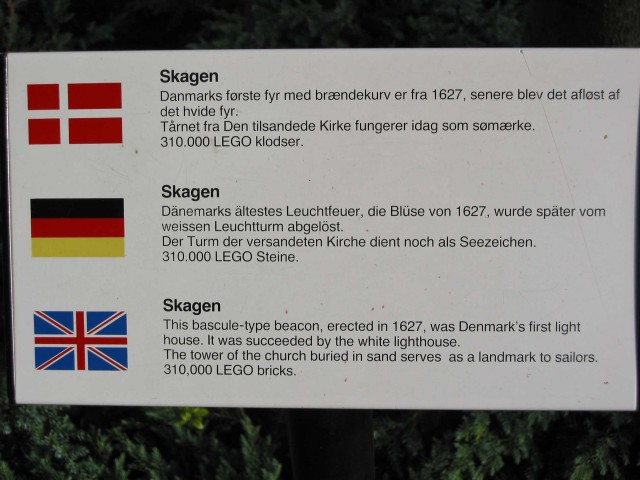 Skagen
Danmarks første fyr med brændekurv er fra 1627, senere blev det afløst af
det hvide fyr.
Tårnet fra Den tilsandede Kirke fungerer idag som sømærke.
310.000 LEGO klodser.
Skagen
Dänemarks ältestes Leuchtfeuer, die Blüse von 1627, wurde später vom
weissen Leuchtturm abgelöst.
Der Turm der versandeten Kirche dient noch als Seezeichen.
310.000 LEGO Steine.
Skagen
This bascule-type beacon, erected in 1627, was Denmark's first light
house. It was succeeded by the white lighthouse.
The tower of the church buried in sand serves as a landmark to sailors.
310,000 LEGO bricks.